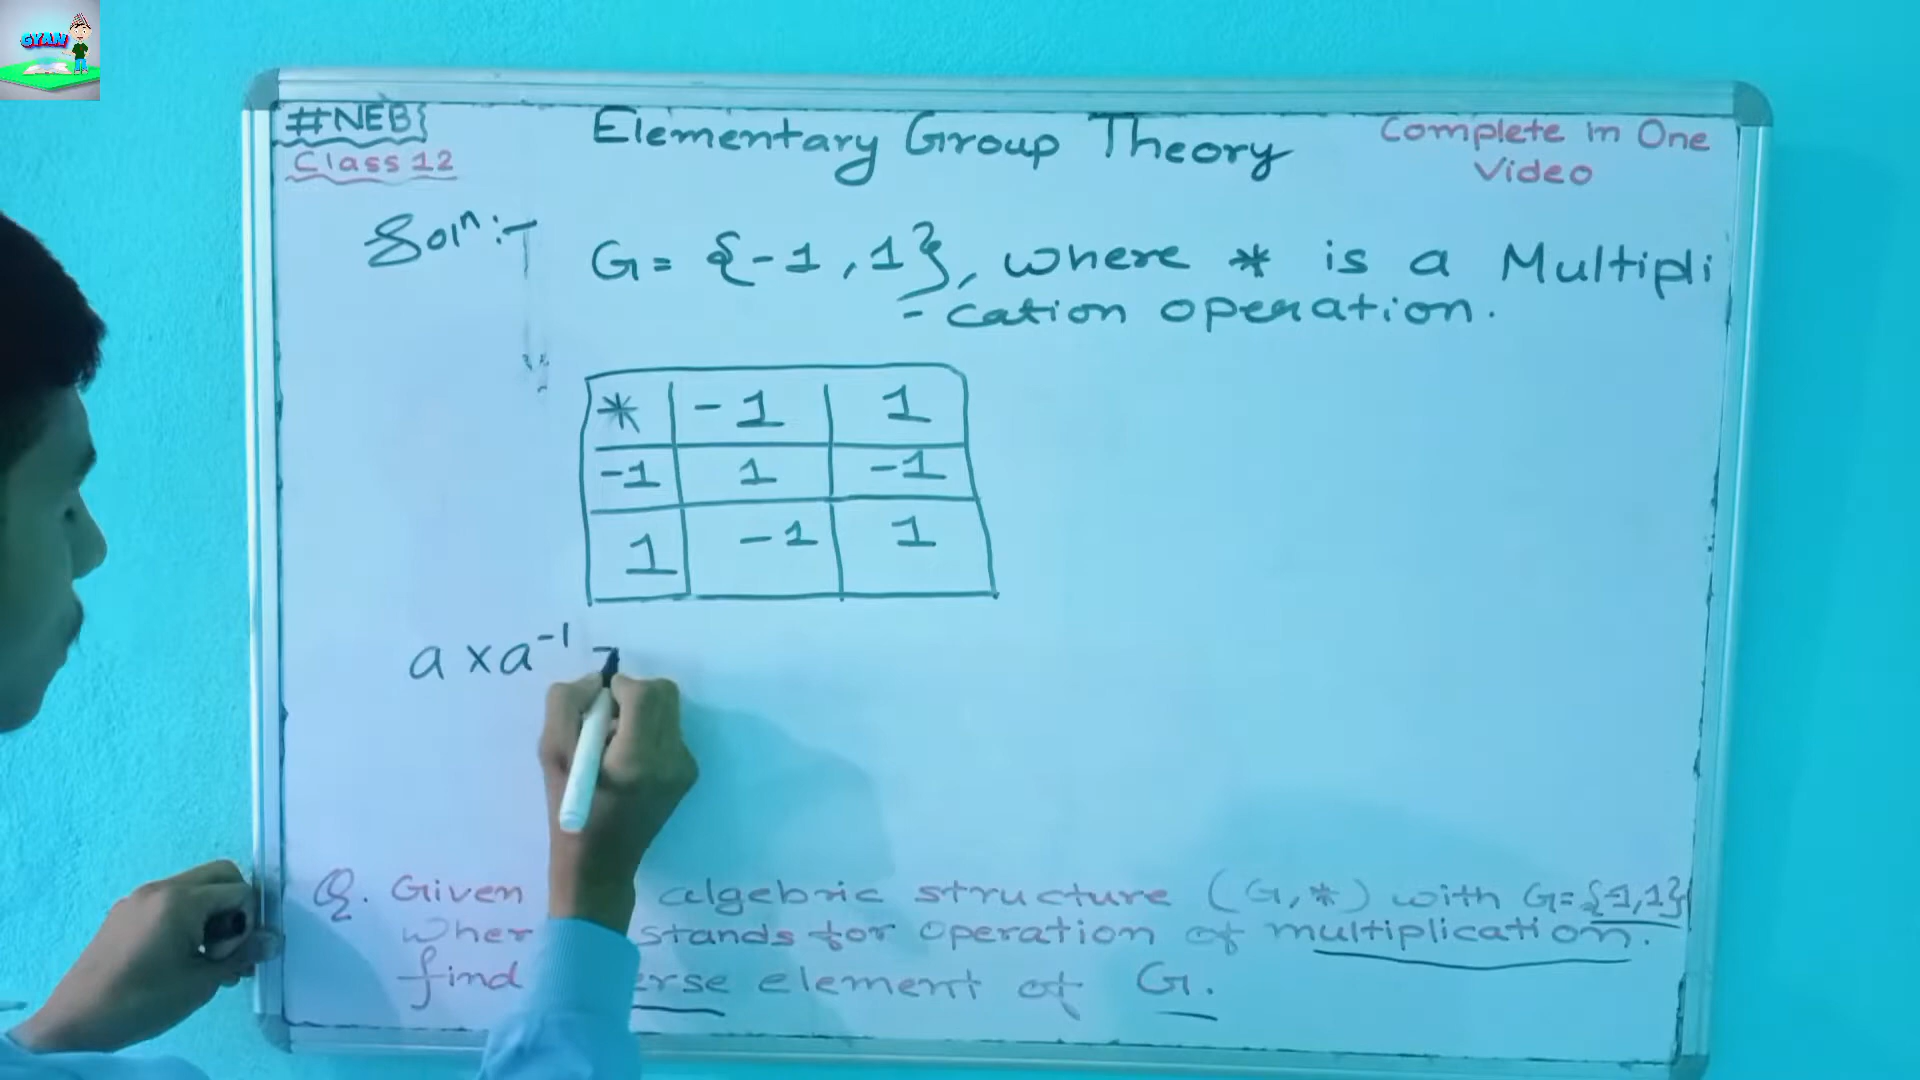 GYAN
#NEB{
Class 12
Elementary Group Theory
Complete in One
Video
Solⁿ :-
G = {-1, 1}, where * is a Multipli
- cation operation.
* -1 1
-1 1 -1
1 -1 1
a × a⁻¹
Q. Given algebric structure (G, *) with G={-1,1}
stands for operation of multiplication.
find element of G.